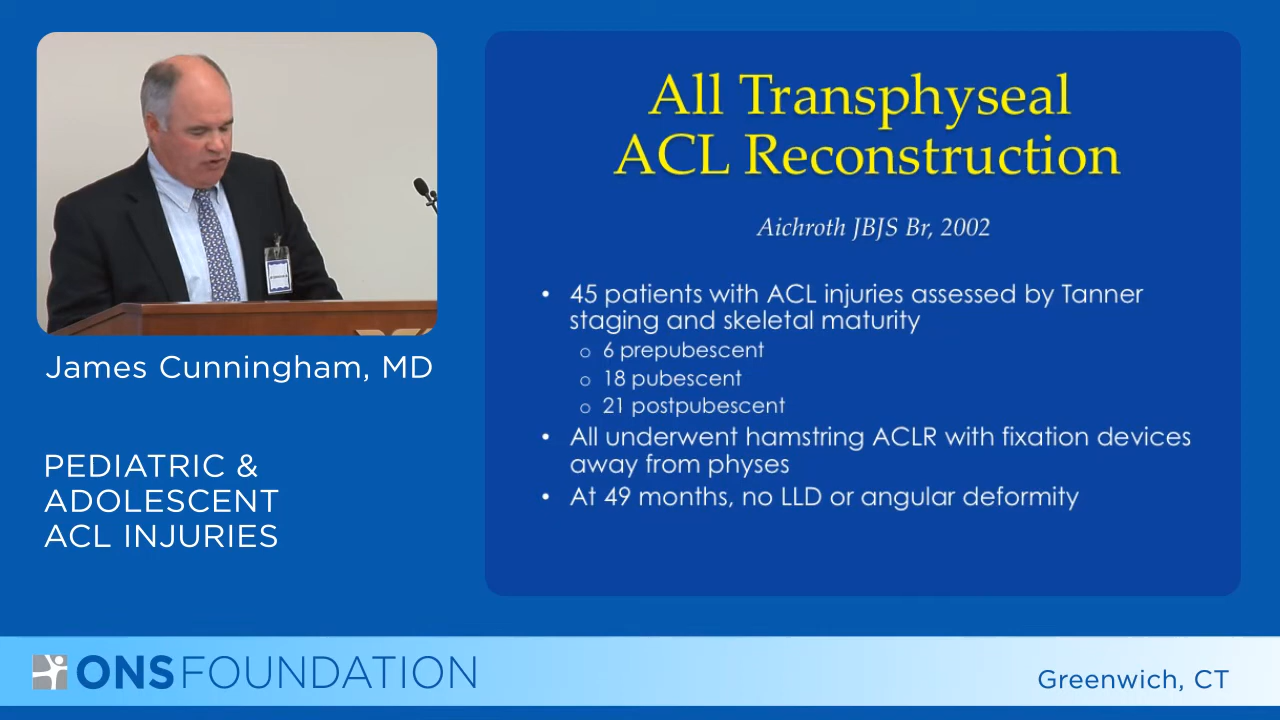 All Transphyseal
ACL Reconstruction
Aichroth JBJS Br, 2002
• 45 patients with ACL injuries assessed by Tanner
staging and skeletal maturity
o 6 prepubescent
o 18 pubescent
o 21 postpubescent
• All underwent hamstring ACLR with fixation devices
away from physes
• At 49 months, no LLD or angular deformity
James Cunningham, MD
PEDIATRIC &
ADOLESCENT
ACL INJURIES
ONS FOUNDATION
Greenwich, CT